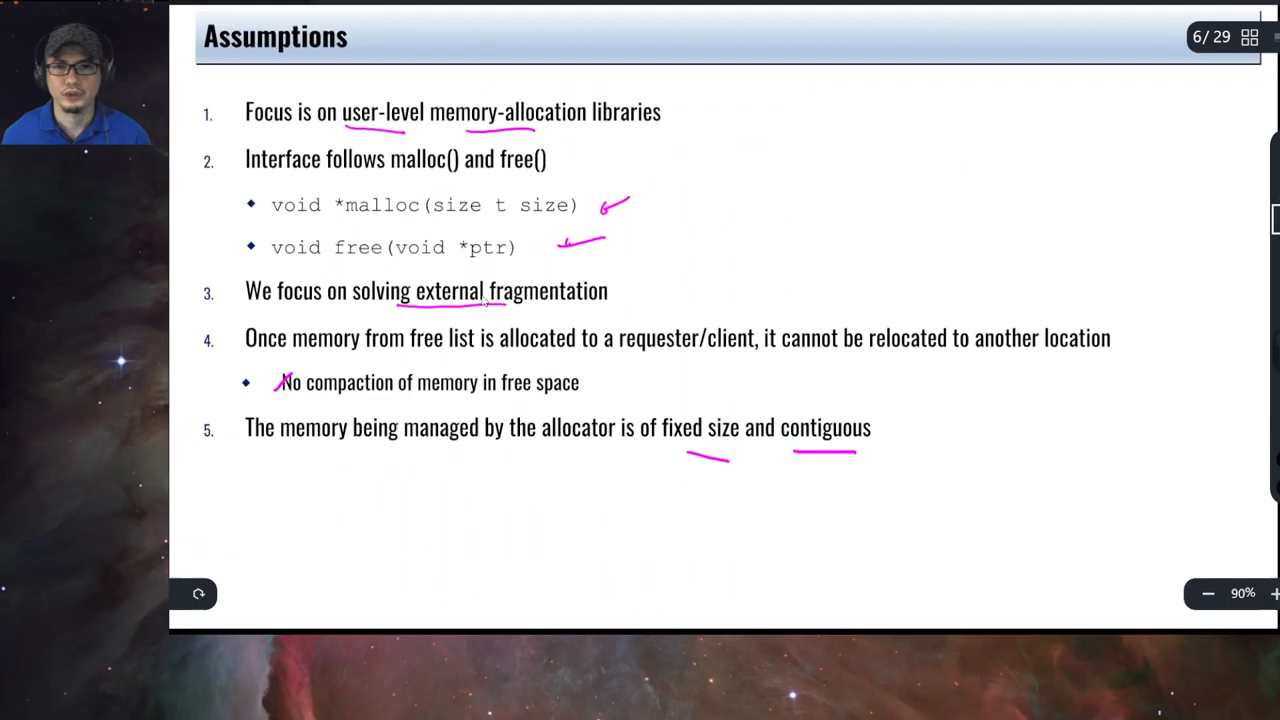 Assumptions
6/29
1. Focus is on user-level memory-allocation libraries
2. Interface follows malloc() and free()
◆ void *malloc(size t size)
◆ void free(void *ptr)
3. We focus on solving external fragmentation
4. Once memory from free list is allocated to a requester/client, it cannot be relocated to another location
◆ No compaction of memory in free space
5. The memory being managed by the allocator is of fixed size and contiguous
90%